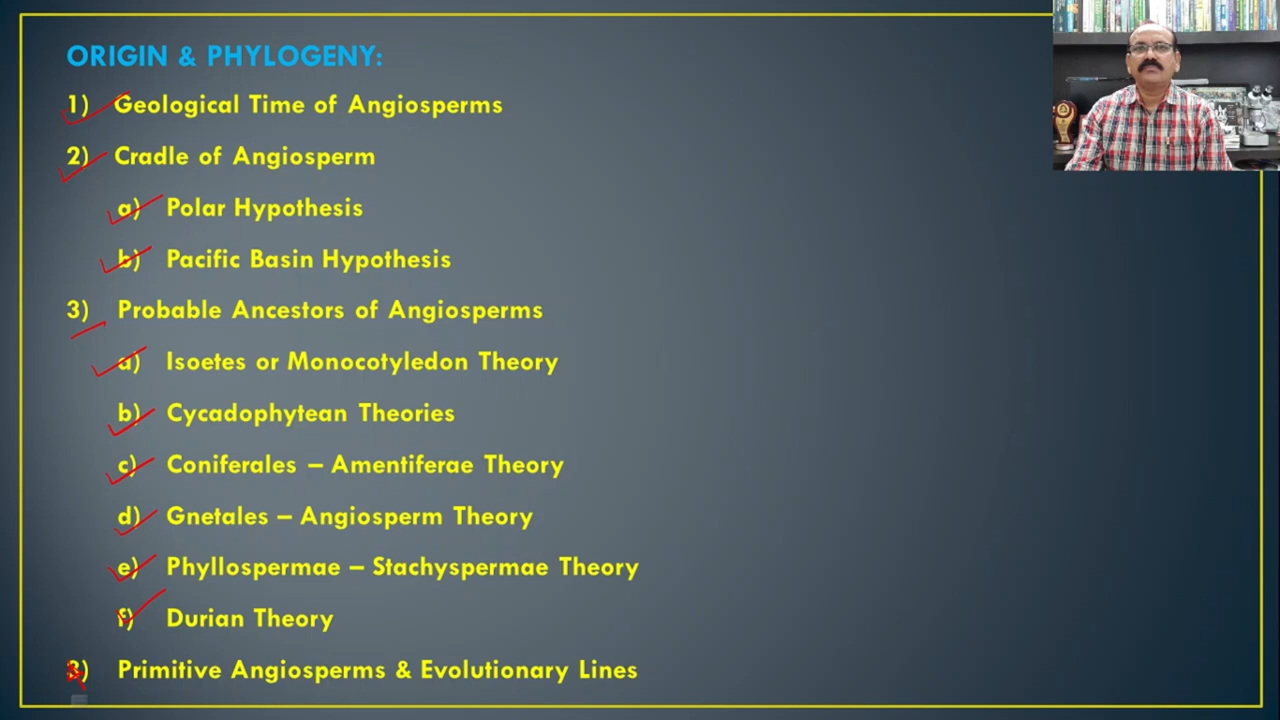 ORIGIN & PHYLOGENY:
1) Geological Time of Angiosperms
2) Cradle of Angiosperm
a) Polar Hypothesis
b) Pacific Basin Hypothesis
3) Probable Ancestors of Angiosperms
a) Isoetes or Monocotyledon Theory
b) Cycadophytean Theories
c) Coniferales – Amentiferae Theory
d) Gnetales – Angiosperm Theory
e) Phyllospermae – Stachyspermae Theory
f) Durian Theory
3) Primitive Angiosperms & Evolutionary Lines